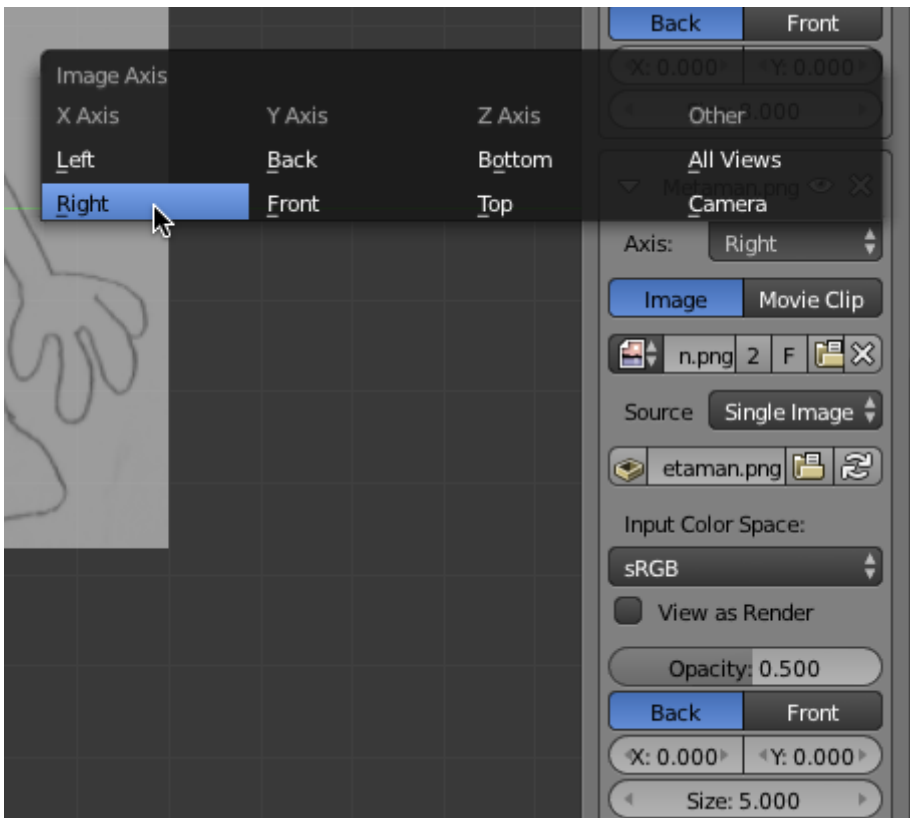 Back Front
X: 0.000 Y: 0.000
Image Axis
X Axis Y Axis Z Axis Other
Left Back Bottom All Views
Right Front Top Camera
Metaman.png
Axis: Right
Image Movie Clip
n.png 2 F
Source Single Image
etaman.png
Input Color Space:
sRGB
View as Render
Opacity: 0.500
Back Front
X: 0.000 Y: 0.000
Size: 5.000